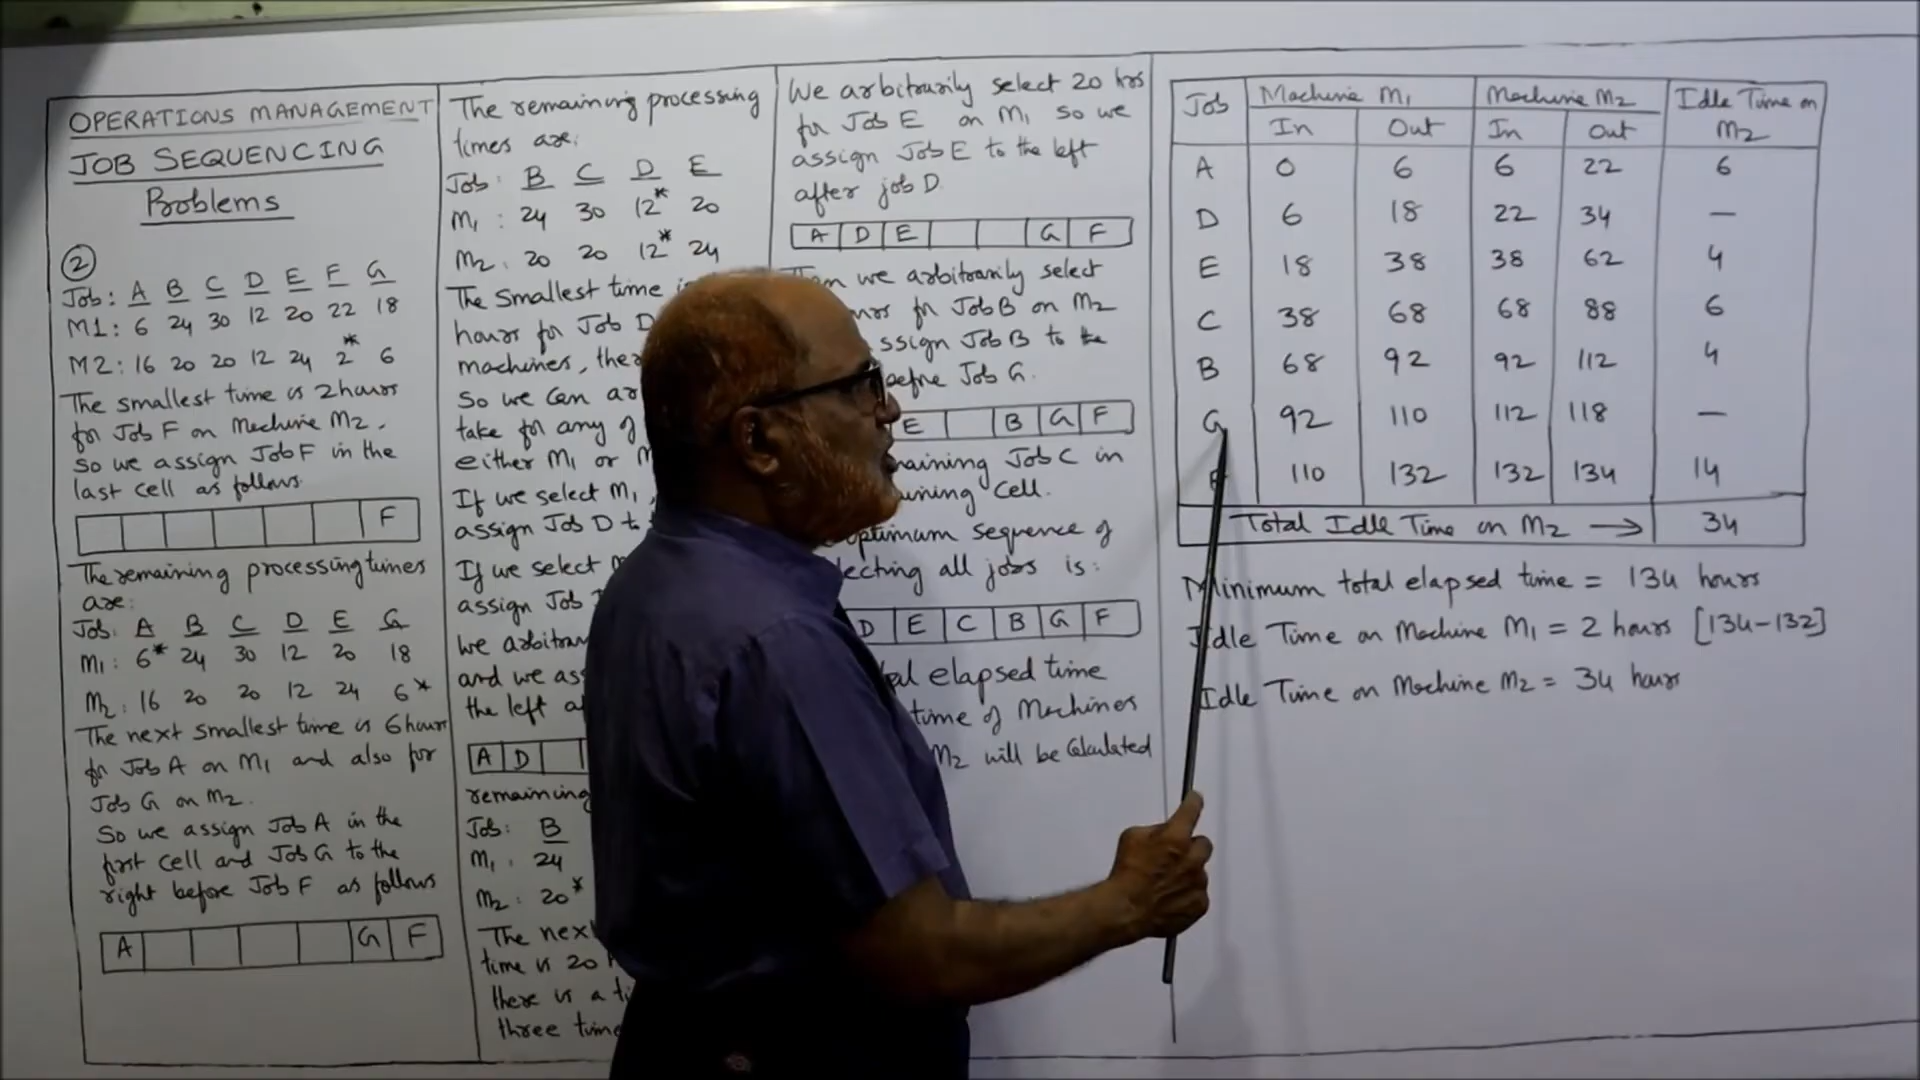 OPERATIONS MANAGEMENT
JOB SEQUENCING
Problems
2
Job: A B C D E F G
M1: 6 24 30 12 20 22 18
M2: 16 20 20 12 24 2* 6
The smallest time is 2 hours
for Job F on Machine M2.
So we assign Job F in the
last cell as follows.
F
The remaining processing times
are:
Job: A B C D E G
M1: 6* 24 30 12 20 18
M2: 16 20 20 12 24 6*
The next smallest time is 6 hours
for Job A on M1 and also for
Job G on M2.
So we assign Job A in the
first cell and Job G to the
right before Job F as follows
A G F
The remaining processing
times are:
Job: B C D E
M1: 24 30 12* 20
M2: 20 20 12* 24
The smallest time
hours for Job D
machines,
So we can
take for any of
either M1 or
If we select M1,
assign Job D to
If we select
assign Job
we
and we
the left
A D
remaining
Job: B
M1: 24
M2: 20*
The
time is 20
there is a
three
We arbitrarily select 20 hrs
for Job E on M1 so we
assign Job E to the left
after job D.
A D E G F
we arbitrarily select
for Job B on M2
assign Job B to the
before Job G.
E B G F
Job C in
cell.
optimum sequence of
all jobs is:
D E C B G F
elapsed time
time of Machines
M2 will be calculated
Job Machine M1 Machine M2 Idle Time on M2
In Out In Out
A 0 6 6 22 6
D 6 18 22 34 —
E 18 38 38 62 4
C 38 68 68 88 6
B 68 92 92 112 4
G 92 110 112 118 —
F 110 132 132 134 14
Total Idle Time on M2 → 34
Minimum total elapsed time = 134 hours
Idle Time on Machine M1 = 2 hours [134-132]
Idle Time on Machine M2 = 34 hours